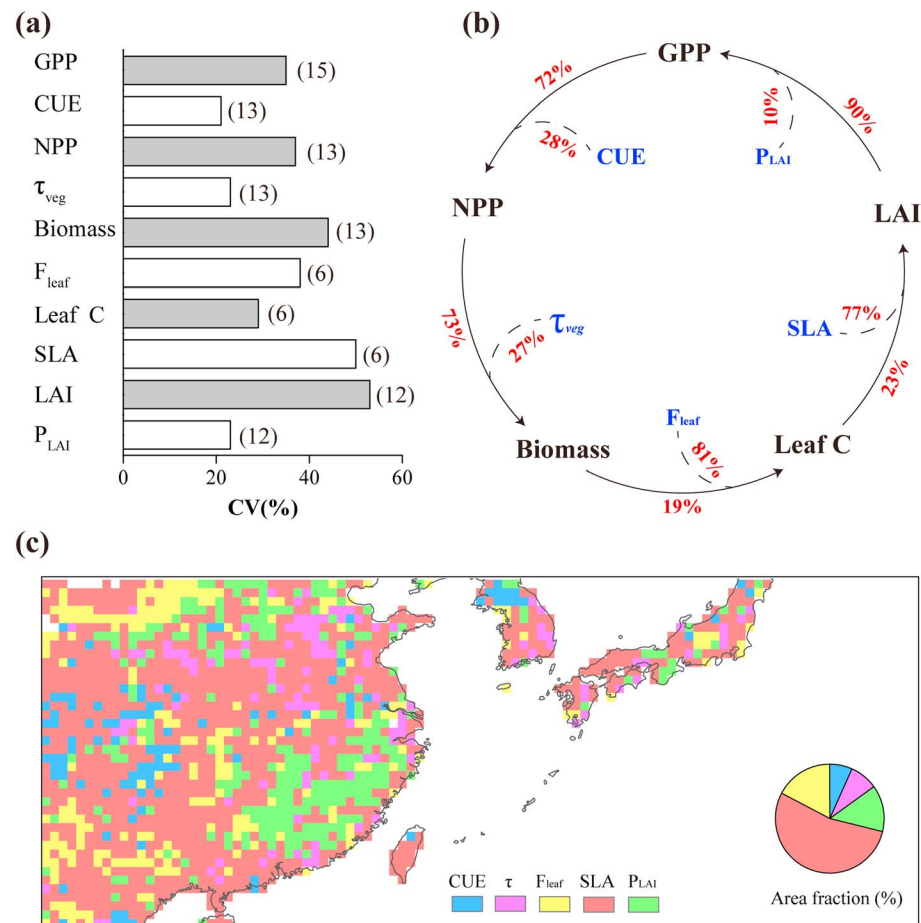 (a)
GPP (15)
CUE (13)
NPP (13)
τveg (13)
Biomass (13)
Fleaf (6)
Leaf C (6)
SLA (6)
LAI (12)
PLAI (12)
0 20 40 60
CV(%)
(b)
GPP
72%
28%
CUE
10%
PLAI
90%
NPP
LAI
73%
27%
τveg
77%
SLA
23%
Fleaf
81%
Biomass
Leaf C
19%
(c)
CUE τ Fleaf SLA PLAI
Area fraction (%)